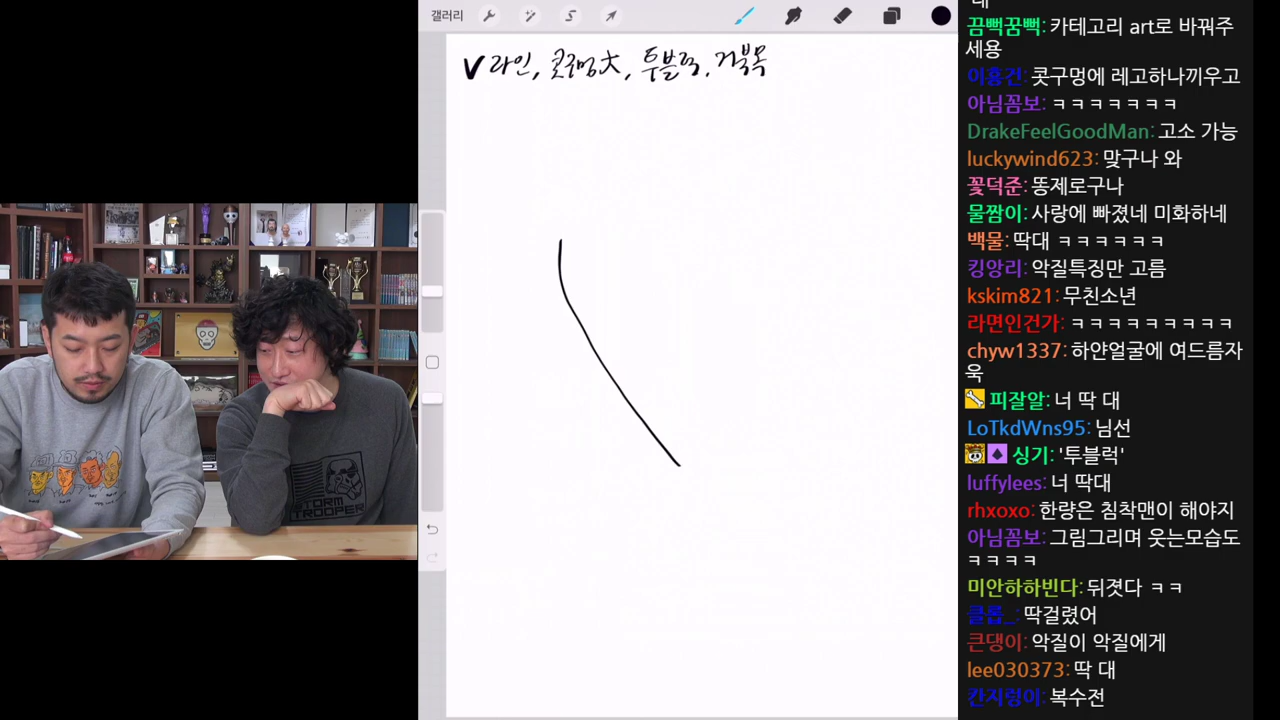 갤러리
V라인, 콧구멍大, 투블럭, 거북목
끔뻑꿈뻑: 카테고리 art로 바꿔주
세용
이흥건: 콧구멍에 레고하나끼우고
아님꼼보: ㅋㅋㅋㅋㅋㅋㅋ
DrakeFeelGoodMan: 고소 가능
luckywind623: 맞구나 와
꽃덕준: 똥제로구나
물짬이: 사랑에 빠졌네 미화하네
백물: 딱대 ㅋㅋㅋㅋㅋㅋ
킹앙리: 악질특징만 고름
kskim821: 무친소년
라면인건가: ㅋㅋㅋㅋㅋㅋㅋㅋㅋ
chyw1337: 하얀얼굴에 여드름자
욱
피잘알: 너 딱 대
LoTkdWns95: 님선
싱기: '투블럭'
luffylees: 너 딱대
rhxoxo: 한량은 침착맨이 해야지
아님꼼보: 그림그리며 웃는모습도
ㅋㅋㅋㅋ
미안하하빈다: 뒤졋다 ㅋㅋ
클롭_: 딱걸렸어
큰댕이: 악질이 악질에게
lee030373: 딱 대
칸지렁이: 복수전
STORM
TROOPER